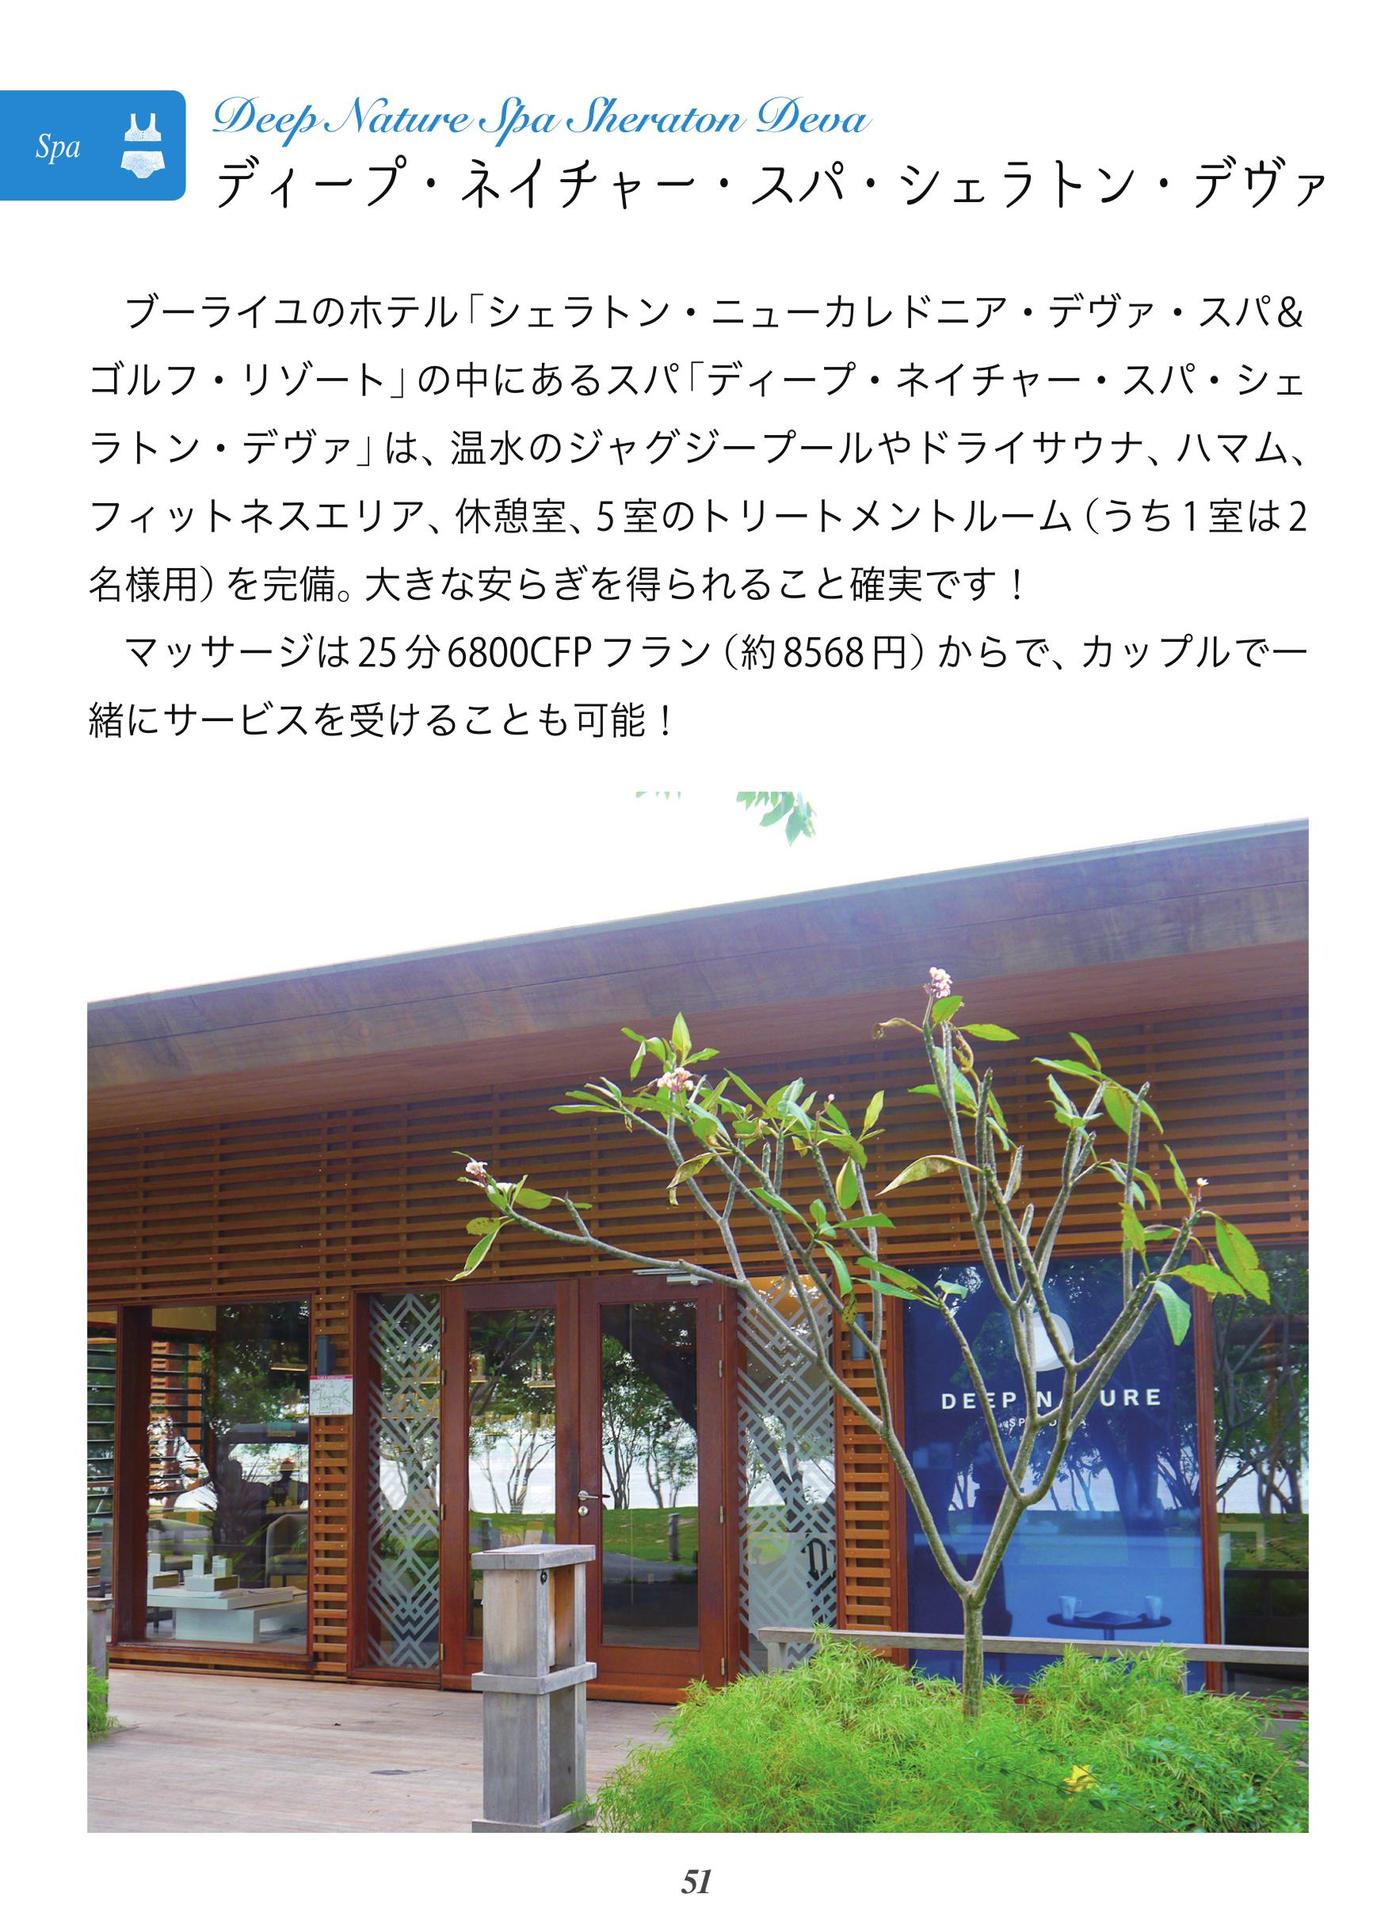 Spa
Deep Nature Spa Sheraton Deva
ディープ・ネイチャー・スパ・シェラトン・デヴァ
ブーライユのホテル「シェラトン・ニューカレドニア・デヴァ・スパ&
ゴルフ・リゾート」の中にあるスパ「ディープ・ネイチャー・スパ・シェ
ラトン・デヴァ」は、温水のジャグジープールやドライサウナ、ハマム、
フィットネスエリア、休憩室、5室のトリートメントルーム(うち1室は2
名様用)を完備。大きな安らぎを得られること確実です!
マッサージは25分6800CFPフラン(約8568円)からで、カップルで一
緒にサービスを受けることも可能!
DEEP N URE
51